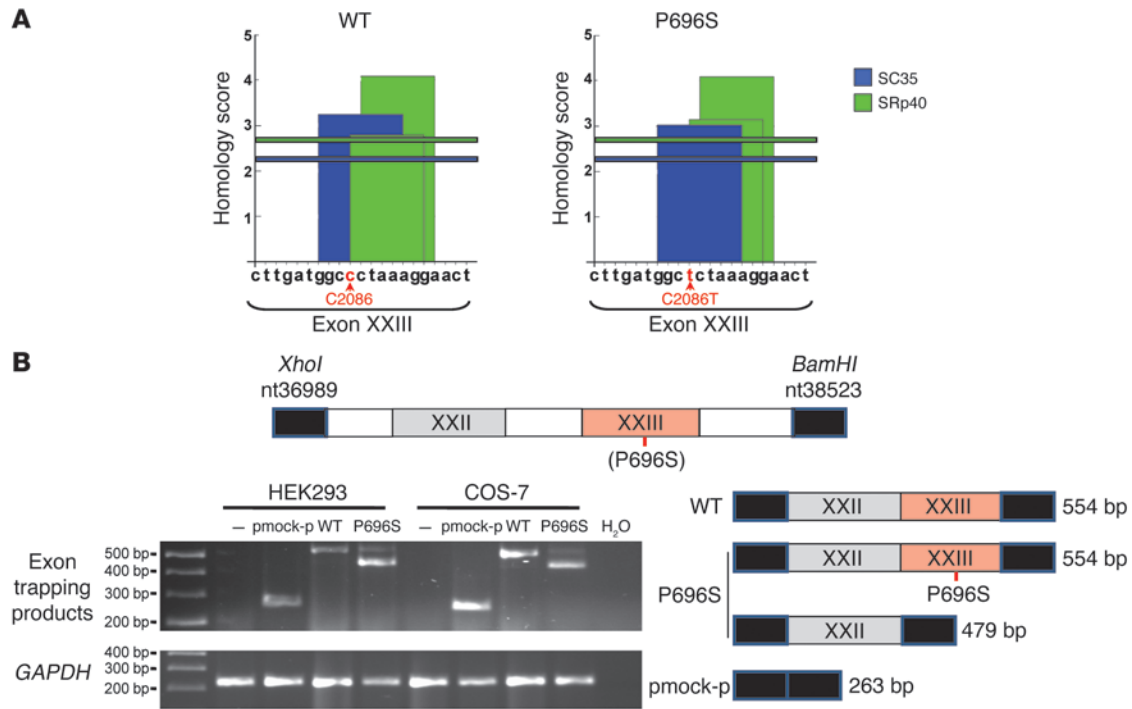 A
WT
P696S
Homology score
5
4
3
2
1
cttgatggccctaaaggaact
C2086
Exon XXIII
Homology score
5
4
3
2
1
cttgatggctctaaaggaact
C2086T
Exon XXIII
SC35
SRp40
B
XhoI
nt36989
BamHI
nt38523
XXII
XXIII
(P696S)
HEK293
COS-7
– pmock-p WT P696S – pmock-p WT P696S H₂O
Exon trapping products
500 bp
400 bp
300 bp
200 bp
GAPDH
400 bp
300 bp
200 bp
WT XXII XXIII 554 bp
P696S
XXII XXIII 554 bp
P696S
XXII 479 bp
pmock-p 263 bp